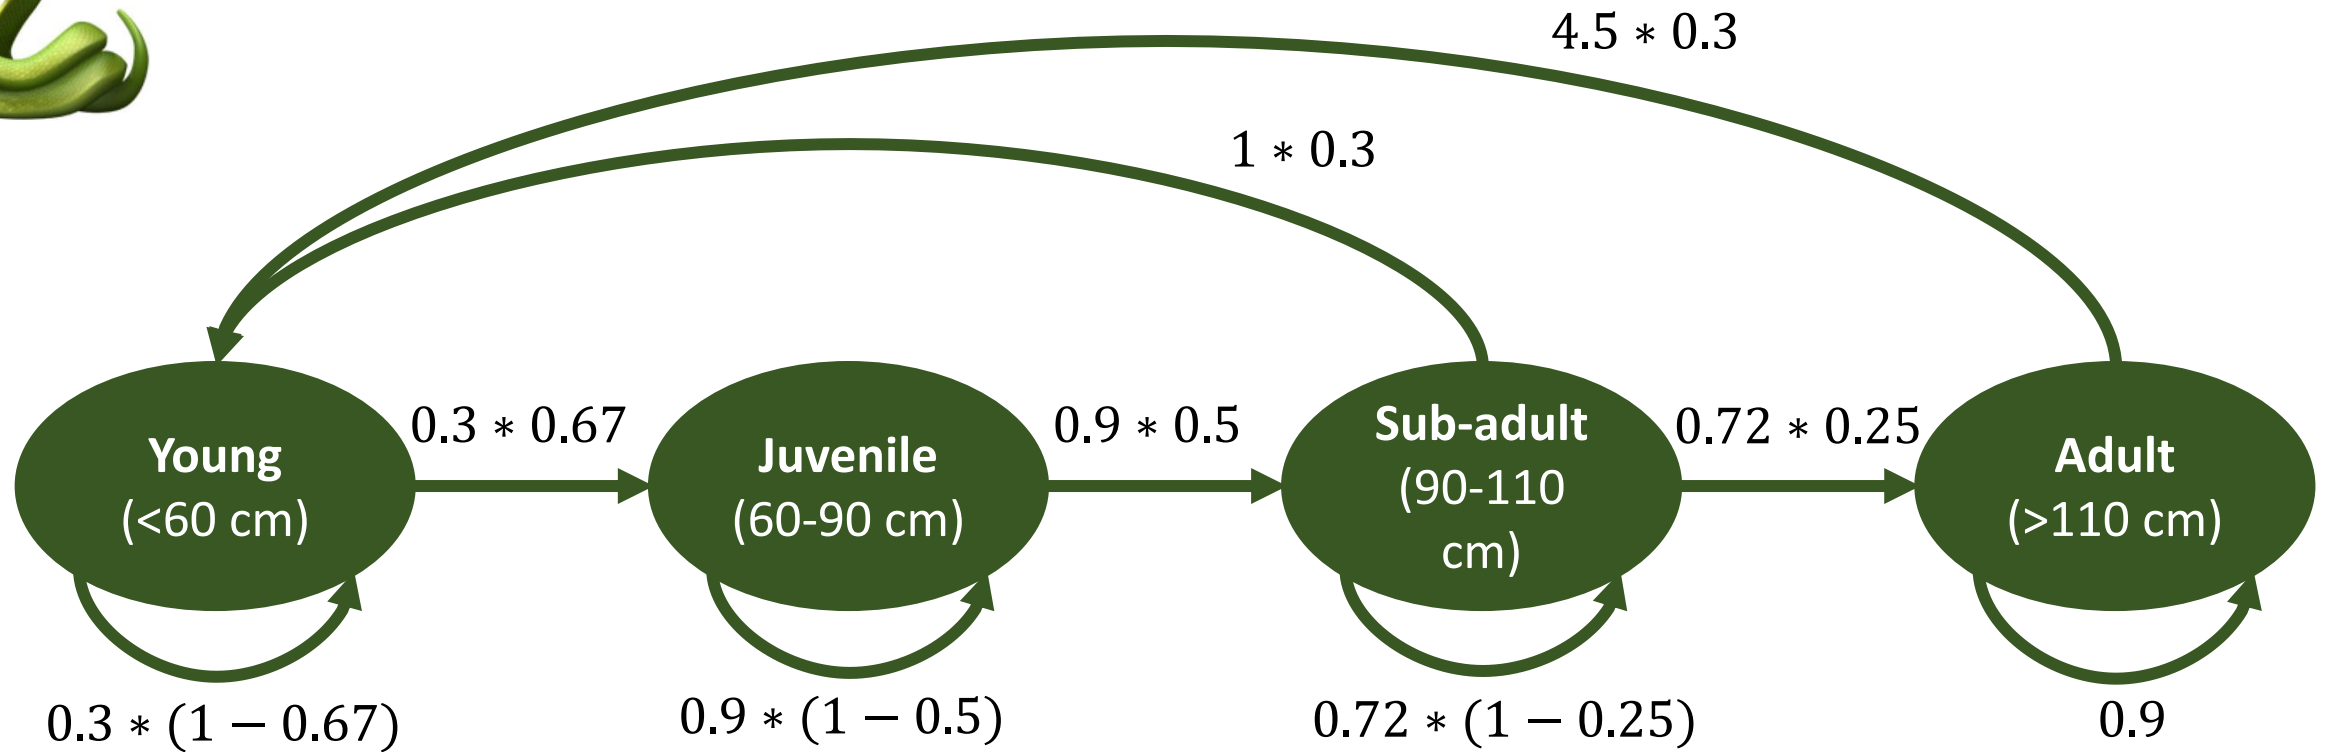 4.5 ∗ 0.3
1 ∗ 0.3
0.3 ∗ 0.67
0.9 ∗ 0.5
0.72 ∗ 0.25
Young
(<60 cm)
Juvenile
(60-90 cm)
Sub-adult
(90-110
cm)
Adult
(>110 cm)
0.3 ∗ (1 − 0.67)
0.9 ∗ (1 − 0.5)
0.72 ∗ (1 − 0.25)
0.9